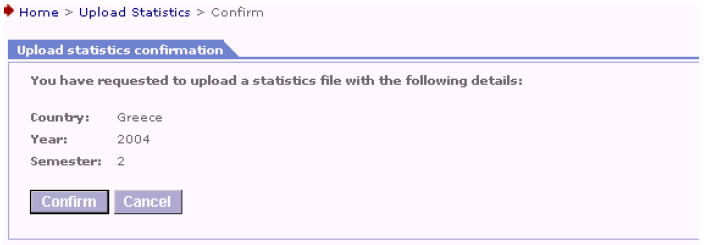 Home > Upload Statistics > Confirm
Upload statistics confirmation
You have requested to upload a statistics file with the following details:
Country: Greece
Year: 2004
Semester: 2
Confirm Cancel